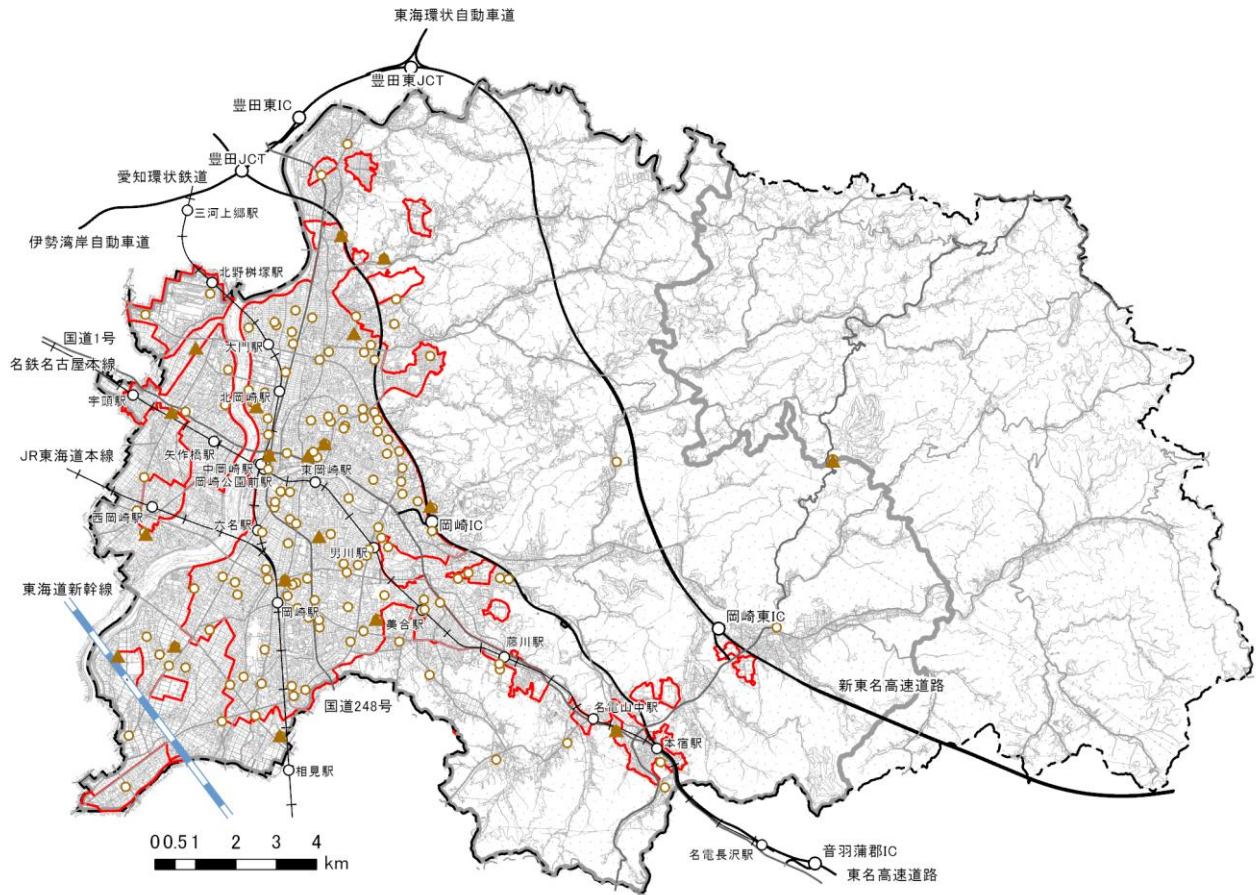 東海環状自動車道
豊田東JCT
豊田東IC
豊田JCT
愛知環状鉄道
三河上郷駅
伊勢湾岸自動車道
北野桝塚駅
国道1号
大門駅
名鉄名古屋本線
宇頭駅
北岡崎駅
矢作橋駅
JR東海道本線
中岡崎駅
東岡崎駅
岡崎公園前駅
西岡崎駅
六名駅
岡崎IC
男川駅
東海道新幹線
岡崎駅
美合駅
岡崎東IC
藤川駅
新東名高速道路
国道248号
名電山中駅
本宿駅
相見駅
0 0.5 1 2 3 4
km
名電長沢駅
音羽蒲郡IC
東名高速道路